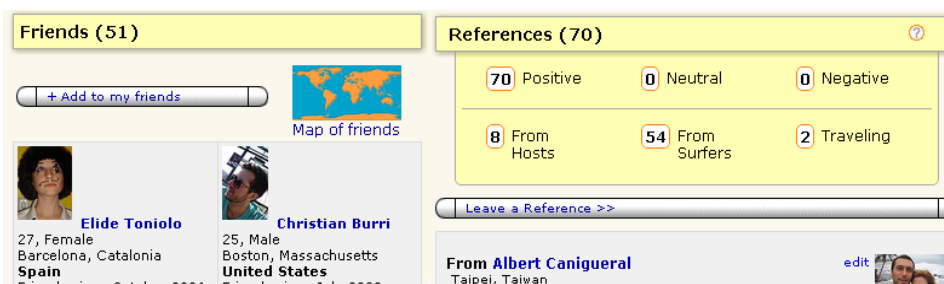 Friends (51)
+ Add to my friends
Map of friends
Elide Toniolo
27, Female
Barcelona, Catalonia
Spain
Christian Burri
25, Male
Boston, Massachusetts
United States
References (70)
?
70 Positive
0 Neutral
0 Negative
8 From
Hosts
54 From
Surfers
2 Traveling
Leave a Reference >>
From Albert Canigueral
edit
Taipei, Taiwan